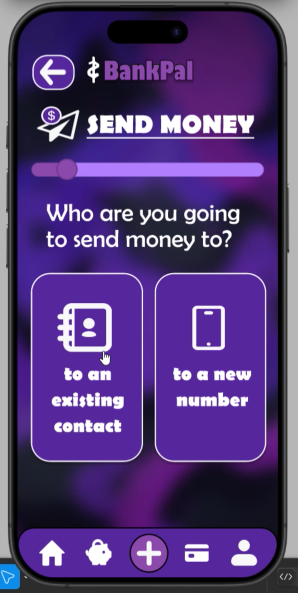 BankPal
$
SEND MONEY
Who are you going
to send money to?
to an
existing
contact
to a new
number